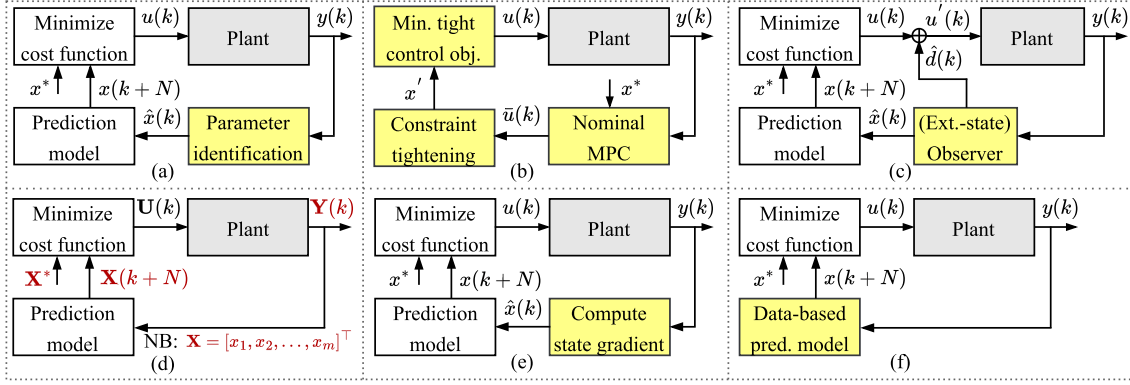 Minimize
cost function
u(k)
Plant
y(k)
x*
x(k + N)
Prediction
model
x̂(k)
Parameter
identification
(a)
Min. tight
control obj.
u(k)
Plant
y(k)
x′
x*
Constraint
tightening
ū(k)
Nominal
MPC
(b)
Minimize
cost function
u(k)
u′(k)
Plant
y(k)
d̂(k)
x*
x(k + N)
Prediction
model
x̂(k)
(Ext.-state)
Observer
(c)
Minimize
cost function
U(k)
Plant
Y(k)
X*
X(k + N)
Prediction
model
NB: X = [x₁, x₂, . . . , xₘ]⊤
(d)
Minimize
cost function
u(k)
Plant
y(k)
x*
x(k + N)
Prediction
model
x̂(k)
Compute
state gradient
(e)
Minimize
cost function
u(k)
Plant
y(k)
x*
x(k + N)
Data-based
pred. model
(f)